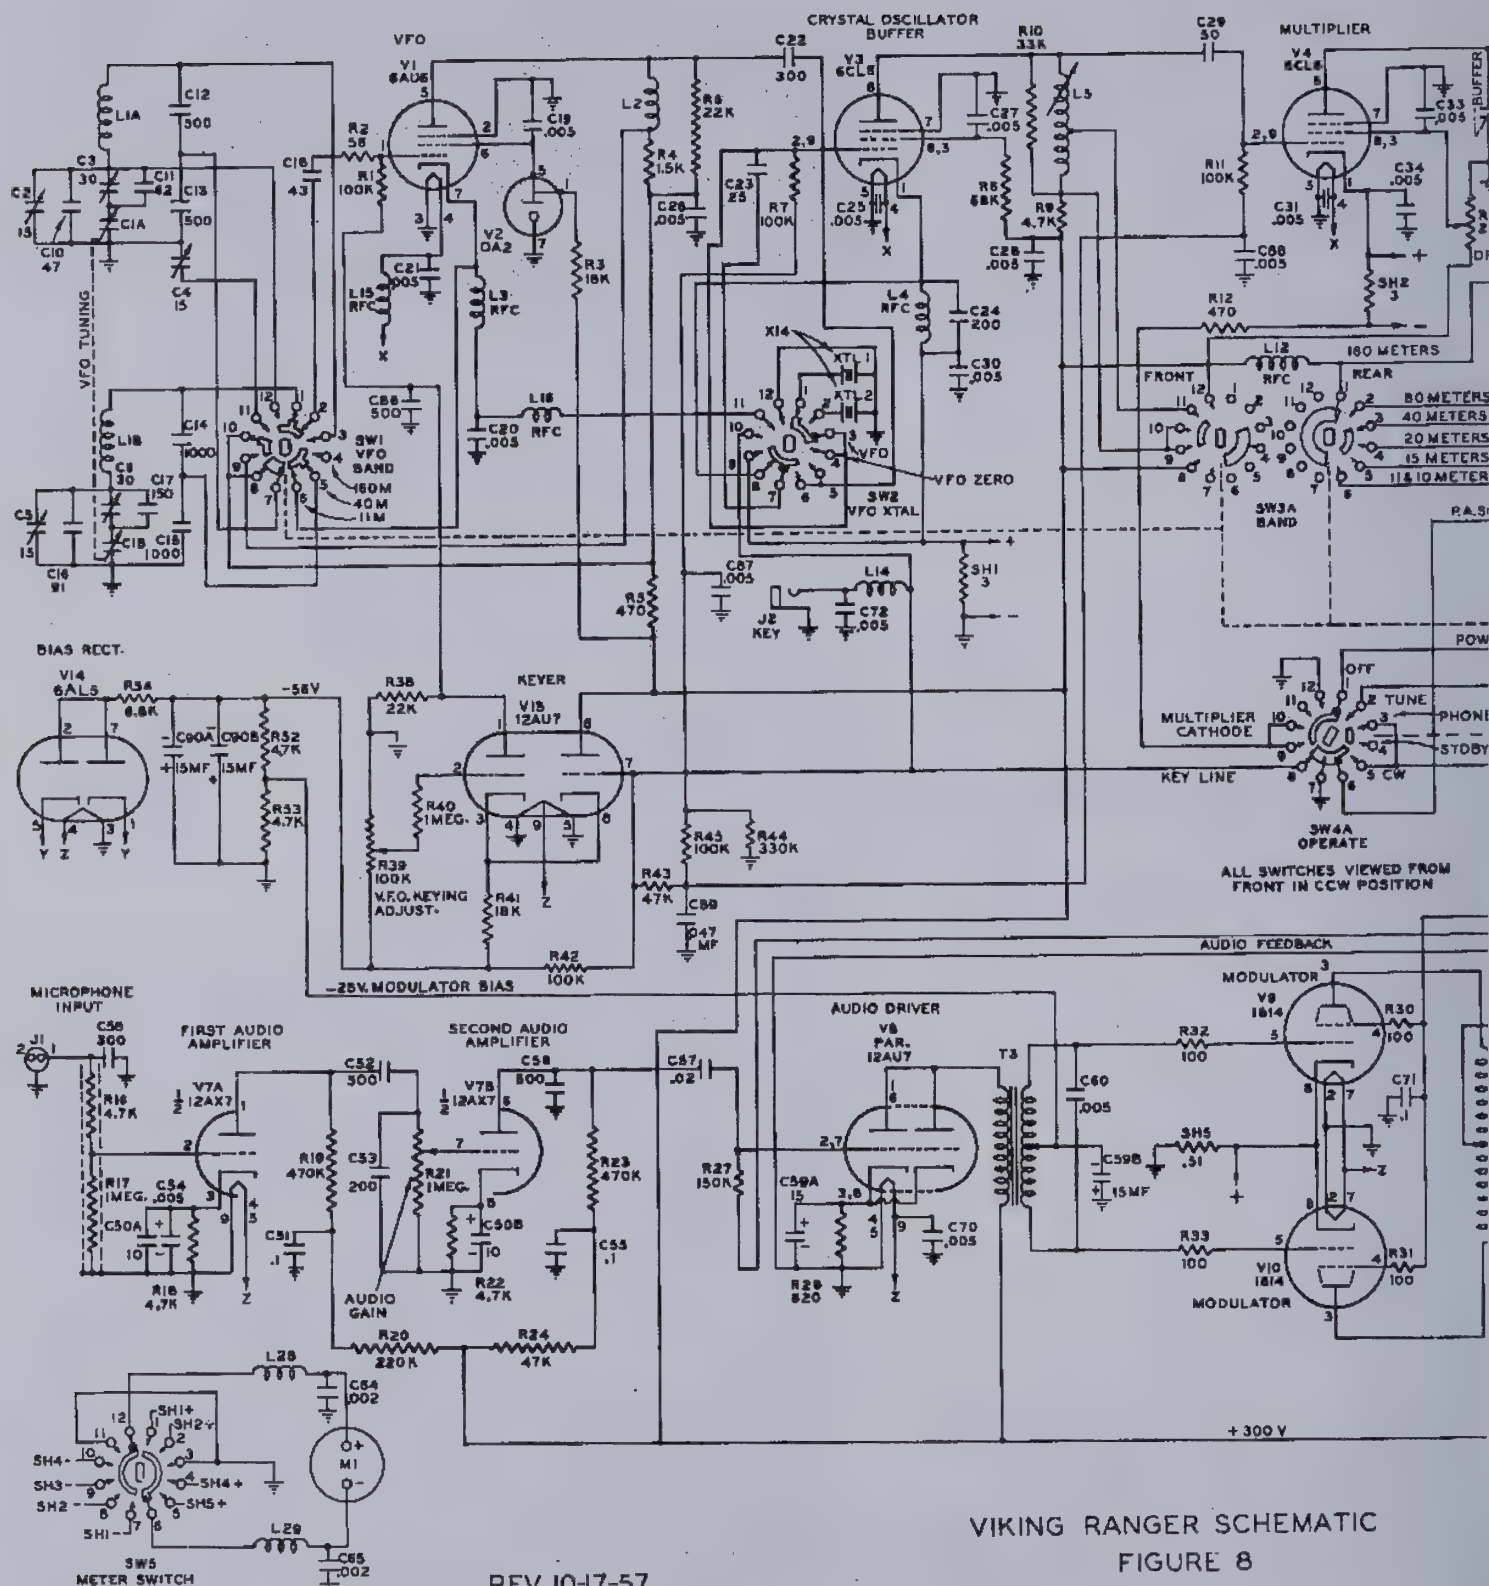 CRYSTAL OSCILLATOR
BUFFER
VFO
V1
6AU6
V3
6CL6
MULTIPLIER
V4
6CL6
BUFFER
C22
300
R10
33K
C29
50
L1A
C12
500
C3
30
C11
62
C13
500
C2
15
C10
47
C1A
C4
15
VFO TUNING
R2
56
R1
100K
C18
43
C19
.005
V2
OA2
L2
R6
22K
R4
1.5K
C26
.005
C23
25
R7
100K
C25
.005
C27
.005
L5
R8
R9
4.7K
C28
.005
R11
100K
C31
.005
C33
.005
C34
.005
C68
.005
SH2
3
R12
470
C21
.005
L15
RFC
X
L3
RFC
R3
18K
L4
RFC
C24
200
C30
.005
X14
XTL 1
XTL 2
L12
RFC
160 METERS
FRONT
REAR
80 METERS
40 METERS
20 METERS
15 METERS
11 & 10 METER
L1B
C14
1000
C17
150
C5
15
C16
91
C1B
C15
1000
SW1
VFO
BAND
160M
40M
11M
C86
500
C20
.005
L16
RFC
VFO
VFO ZERO
SW2
VFO XTAL
SW3A
BAND
R5
470
C87
.005
J2
KEY
L14
C72
.005
SH1
3
BIAS RECT.
V14
6AL5
-56V
C90A
15MF
C90B
15MF
R52
4.7K
R53
4.7K
R38
22K
KEYER
V15
12AU7
R40
1MEG.
R39
100K
V.F.O. KEYING
ADJUST.
R41
18K
R42
100K
R43
47K
R45
100K
R44
330K
C89
.047
MF
OFF
TUNE
PHONE
STDBY
CW
MULTIPLIER
CATHODE
KEY LINE
SW4A
OPERATE
ALL SWITCHES VIEWED FROM
FRONT IN CCW POSITION
AUDIO FEEDBACK
-25V. MODULATOR BIAS
MICROPHONE
INPUT
J1
C56
300
R16
4.7K
R17
1MEG.
C54
.005
C50A
10
R18
4.7K
FIRST AUDIO
AMPLIFIER
V7A
½ 12AX7
R19
470K
C51
.1
C52
500
C53
200
R21
1MEG.
AUDIO
GAIN
SECOND AUDIO
AMPLIFIER
V7B
½ 12AX7
C58
500
C50B
10
R22
4.7K
R23
470K
C55
.1
R20
220K
R24
47K
C57
.02
R27
150K
AUDIO DRIVER
V8
PAR.
12AU7
C59A
15
820
C70
.005
T3
C59B
15MF
C60
.005
R32
100
R33
100
SH5
.51
MODULATOR
V9
1614
R30
100
C71
.1
V10
1614
R31
100
MODULATOR
+300 V
L28
C64
.002
M1
L29
.002
SH1+
SH2+
SH4-
SH3-
SH2-
SH1-
SH4+
SH5+
SW5
METER SWITCH
VIKING RANGER SCHEMATIC
FIGURE 8
REV. 10-17-57